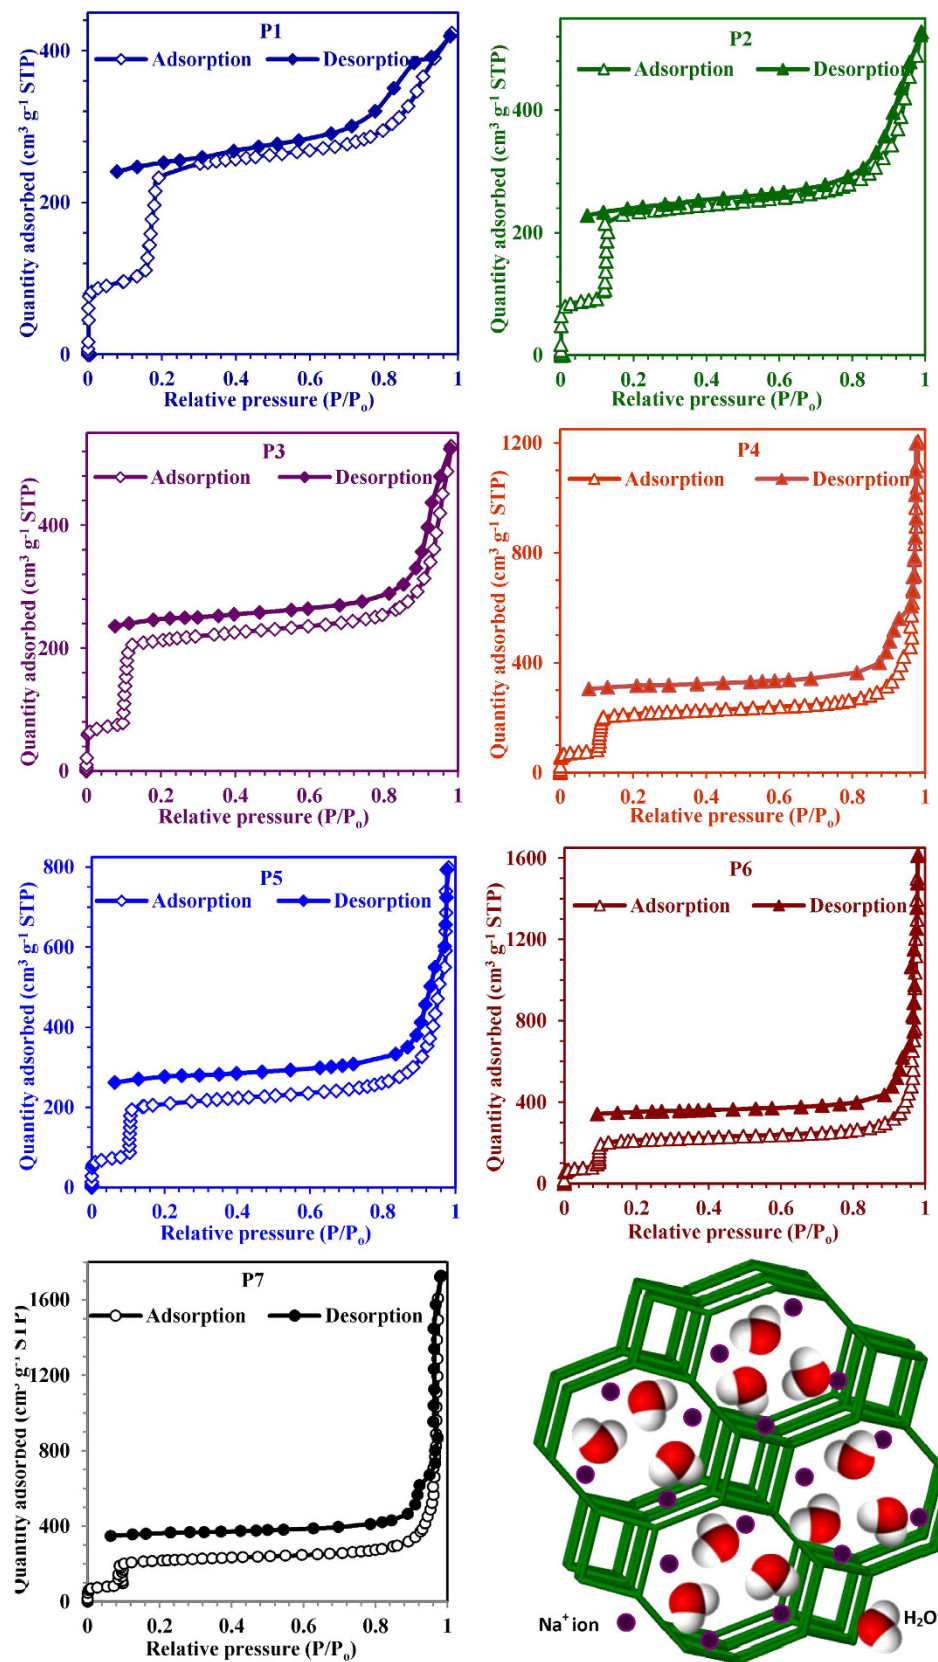 P1
Adsorption Desorption
Quantity adsorbed (cm³ g⁻¹ STP)
400
200
0
0 0.2 0.4 0.6 0.8 1
Relative pressure (P/Pₒ)
P2
Adsorption Desorption
Quantity adsorbed (cm³ g⁻¹ STP)
400
200
0
0 0.2 0.4 0.6 0.8 1
Relative pressure (P/Pₒ)
P3
Adsorption Desorption
Quantity adsorbed (cm³ g⁻¹ STP)
400
200
0
0 0.2 0.4 0.6 0.8 1
Relative pressure (P/Pₒ)
P4
Adsorption Desorption
Quantity adsorbed (cm³ g⁻¹ STP)
1200
800
400
0
0 0.2 0.4 0.6 0.8 1
Relative pressure (P/Pₒ)
P5
Adsorption Desorption
Quantity adsorbed (cm³ g⁻¹ STP)
800
600
400
200
0
0 0.2 0.4 0.6 0.8 1
Relative pressure (P/Pₒ)
P6
Adsorption Desorption
Quantity adsorbed (cm³ g⁻¹ STP)
1600
1200
800
400
0
0 0.2 0.4 0.6 0.8 1
Relative pressure (P/Pₒ)
P7
Adsorption Desorption
Quantity adsorbed (cm³ g⁻¹ STP)
1600
1200
800
400
0
0 0.2 0.4 0.6 0.8 1
Relative pressure (P/Pₒ)
Na⁺ ion
H₂O